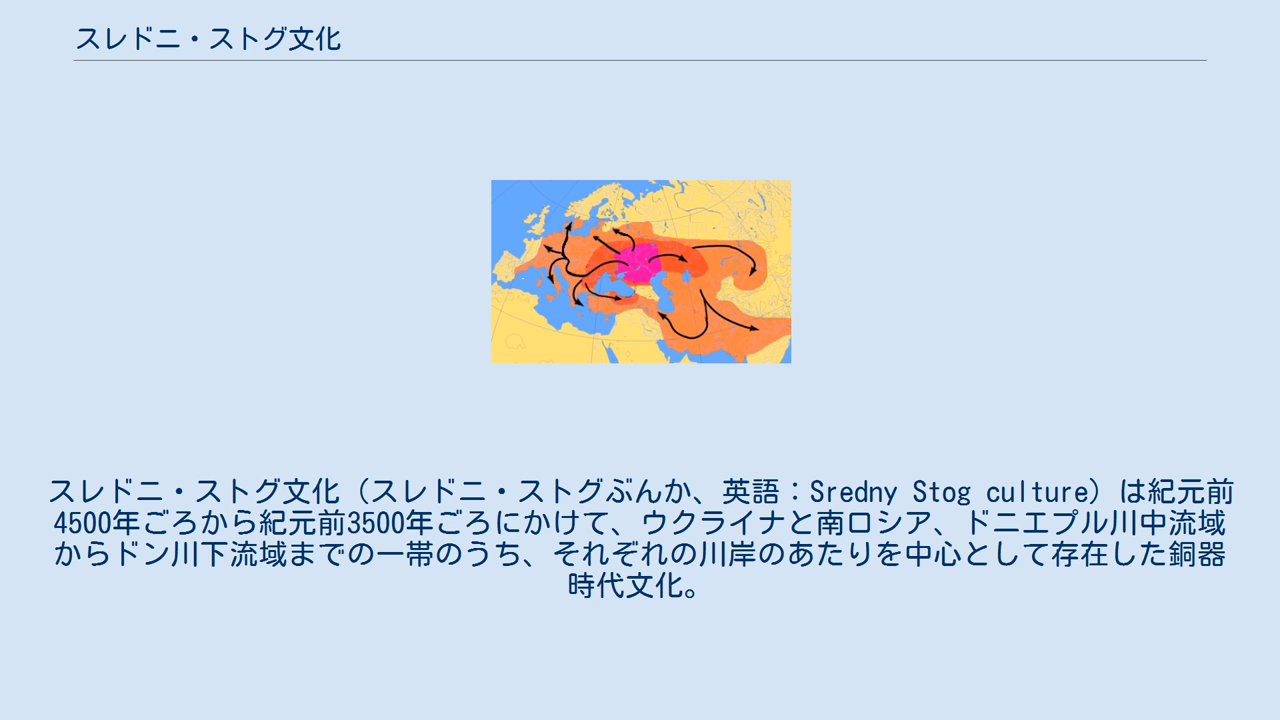 スレドニ・ストグ文化
スレドニ・ストグ文化（スレドニ・ストグぶんか、英語：Sredny Stog culture）は紀元前
4500年ごろから紀元前3500年ごろにかけて、ウクライナと南ロシア、ドニエプル川中流域
からドン川下流域までの一帯のうち、それぞれの川岸のあたりを中心として存在した銅器
時代文化。